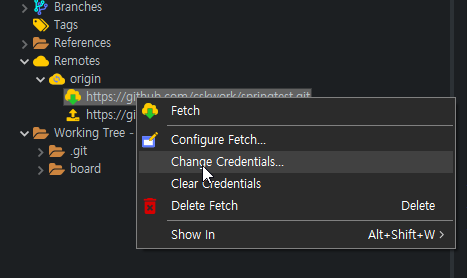 Branches
Tags
References
Remotes
origin
https://github.com/cskwork/springtest.git
https://gi
Fetch
Configure Fetch...
Change Credentials...
Clear Credentials
Delete Fetch Delete
Show In Alt+Shift+W
Working Tree -
.git
board